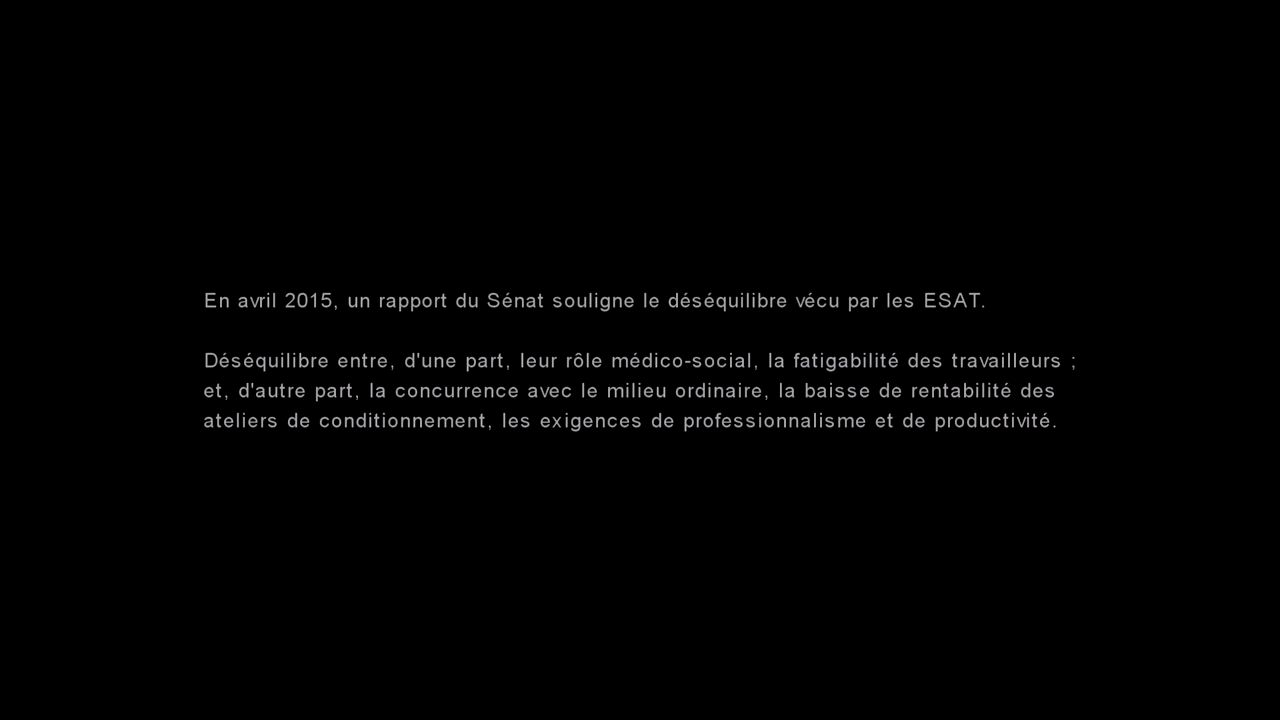 En avril 2015, un rapport du Sénat souligne le déséquilibre vécu par les ESAT.
Déséquilibre entre, d'une part, leur rôle médico-social, la fatigabilité des travailleurs ;
et, d'autre part, la concurrence avec le milieu ordinaire, la baisse de rentabilité des
ateliers de conditionnement, les exigences de professionnalisme et de productivité.